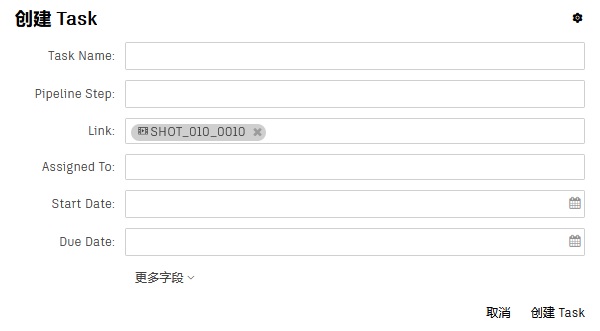 创建 Task
Task Name:
Pipeline Step:
Link: SHOT_010_0010
Assigned To:
Start Date:
Due Date:
更多字段
取消 创建 Task